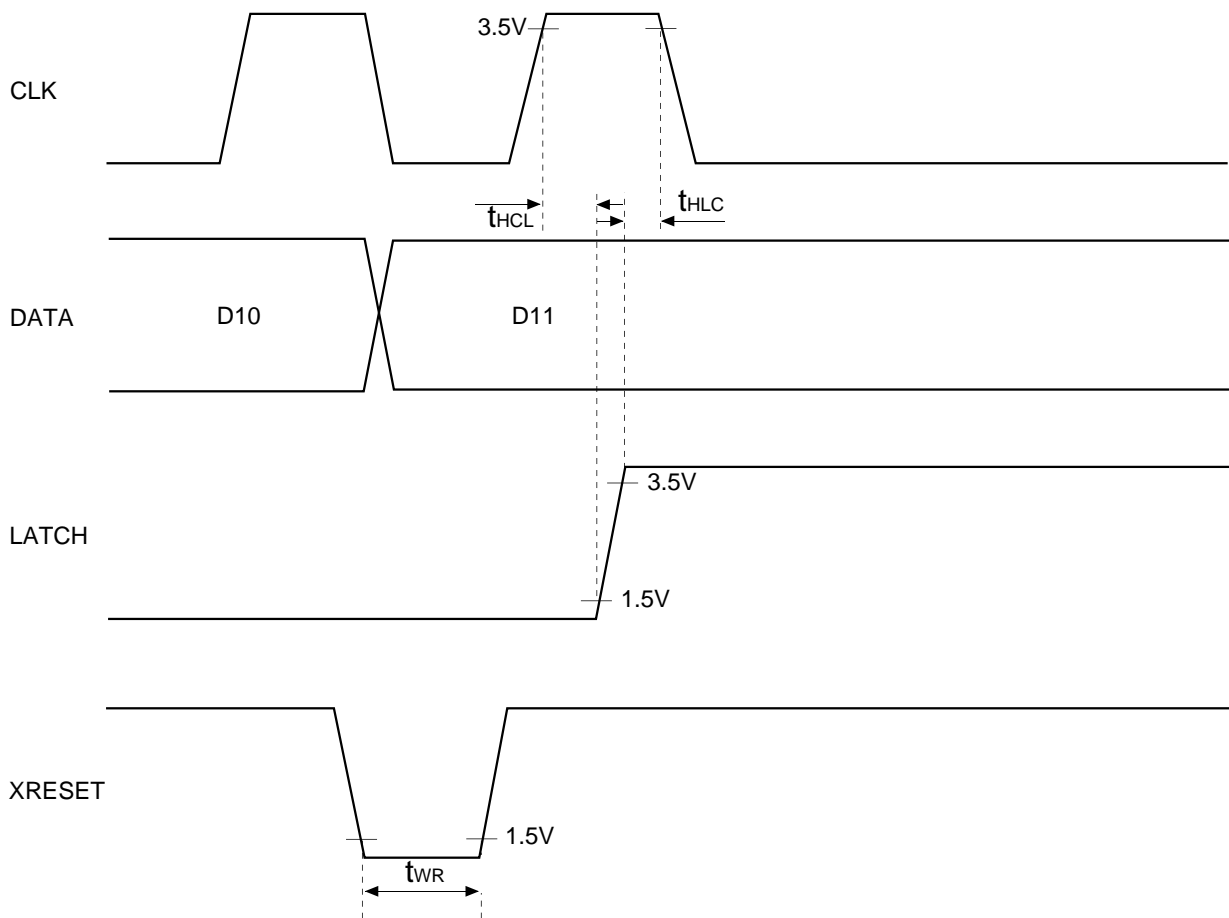 3.5V
CLK
tHCL
tHLC
DATA
D10
D11
LATCH
3.5V
1.5V
XRESET
1.5V
tWR